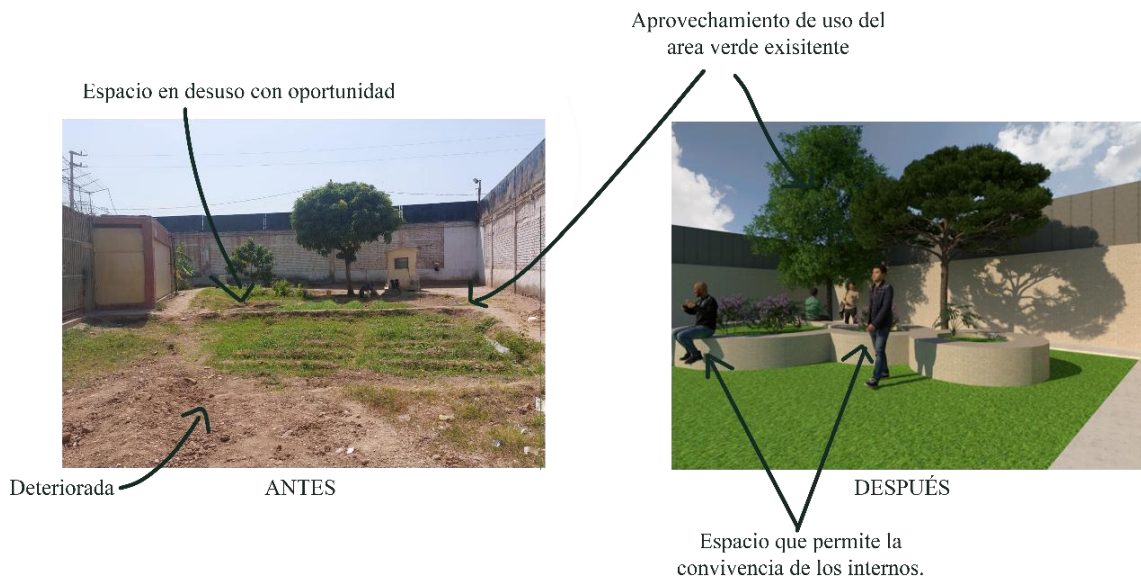 Aprovechamiento de uso del
area verde exisitente
Espacio en desuso con oportunidad
Deteriorada
ANTES
DESPUÉS
Espacio que permite la
convivencia de los internos.